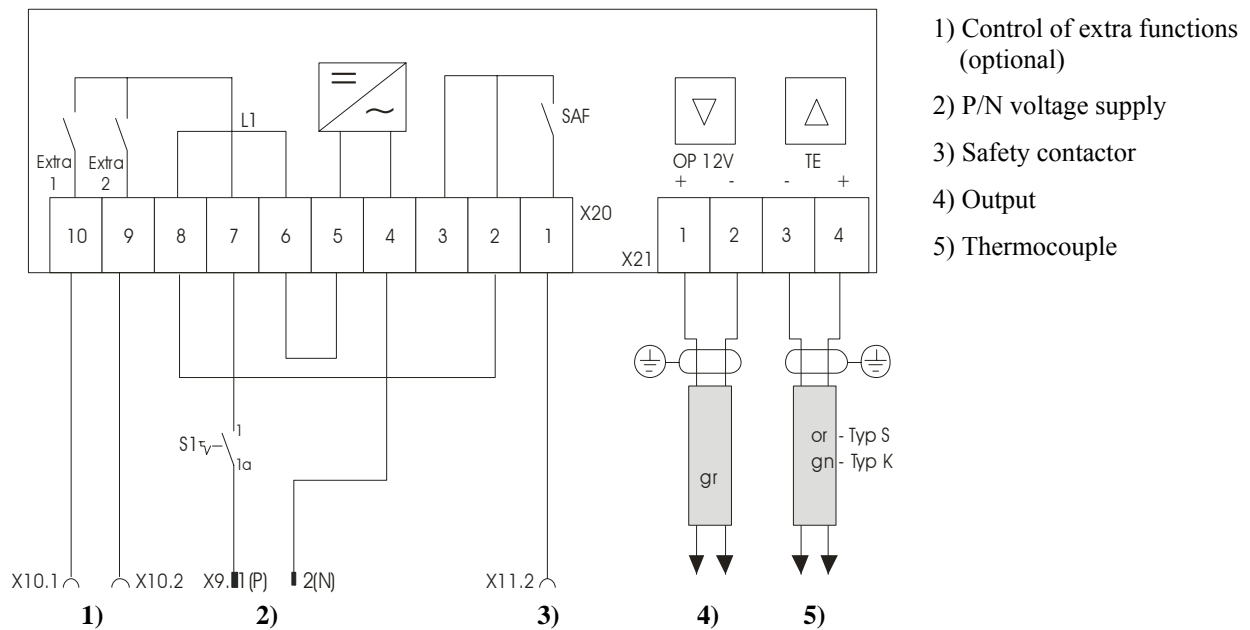 1) Control of extra functions
(optional)
2) P/N voltage supply
3) Safety contactor
4) Output
5) Thermocouple
L1
SAF
Extra
1
Extra
2
OP 12V
+ -
TE
- +
X20
10 9 8 7 6 5 4 3 2 1
X21
1 2 3 4
S1
1
1a
gr
or - Typ S
gn - Typ K
X10.1
X10.2
X9.1(P)
2(N)
X11.2
1) 2) 3) 4) 5)